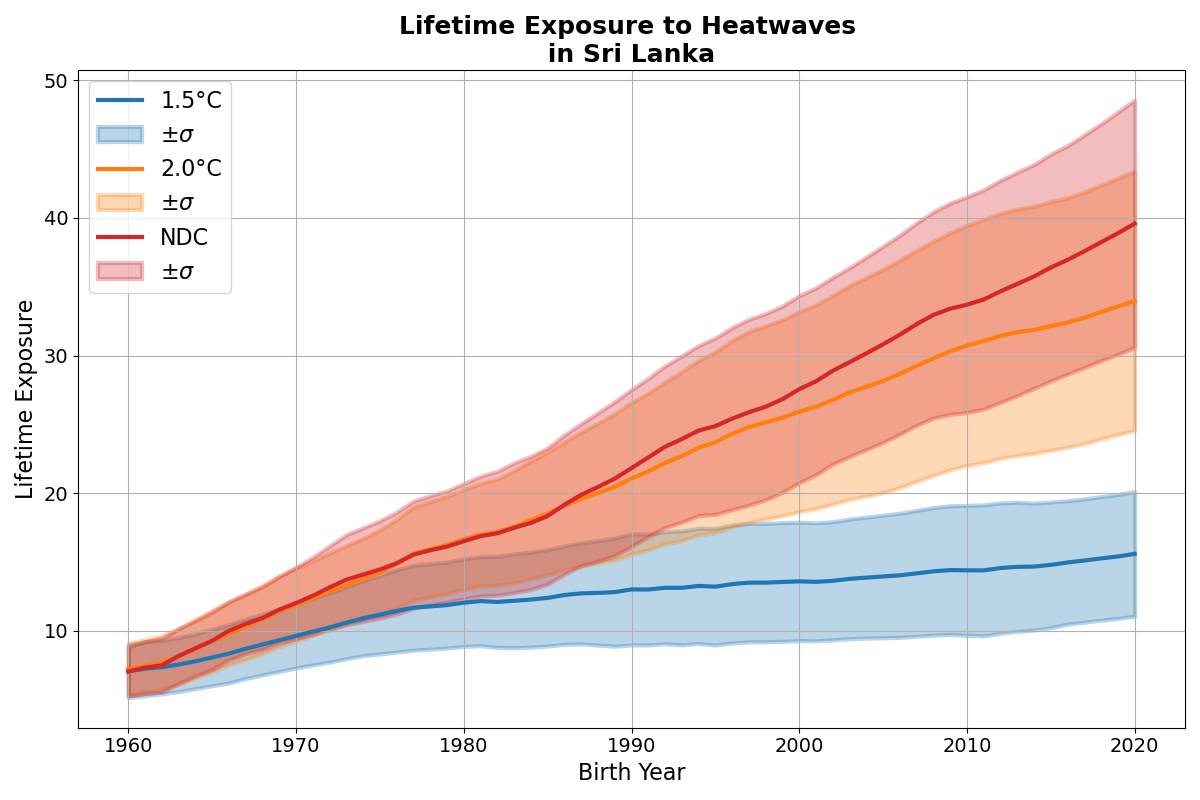 Lifetime Exposure to Heatwaves
in Sri Lanka
50
40
30
20
10
Lifetime Exposure
1.5°C
±σ
2.0°C
±σ
NDC
±σ
1960 1970 1980 1990 2000 2010 2020
Birth Year